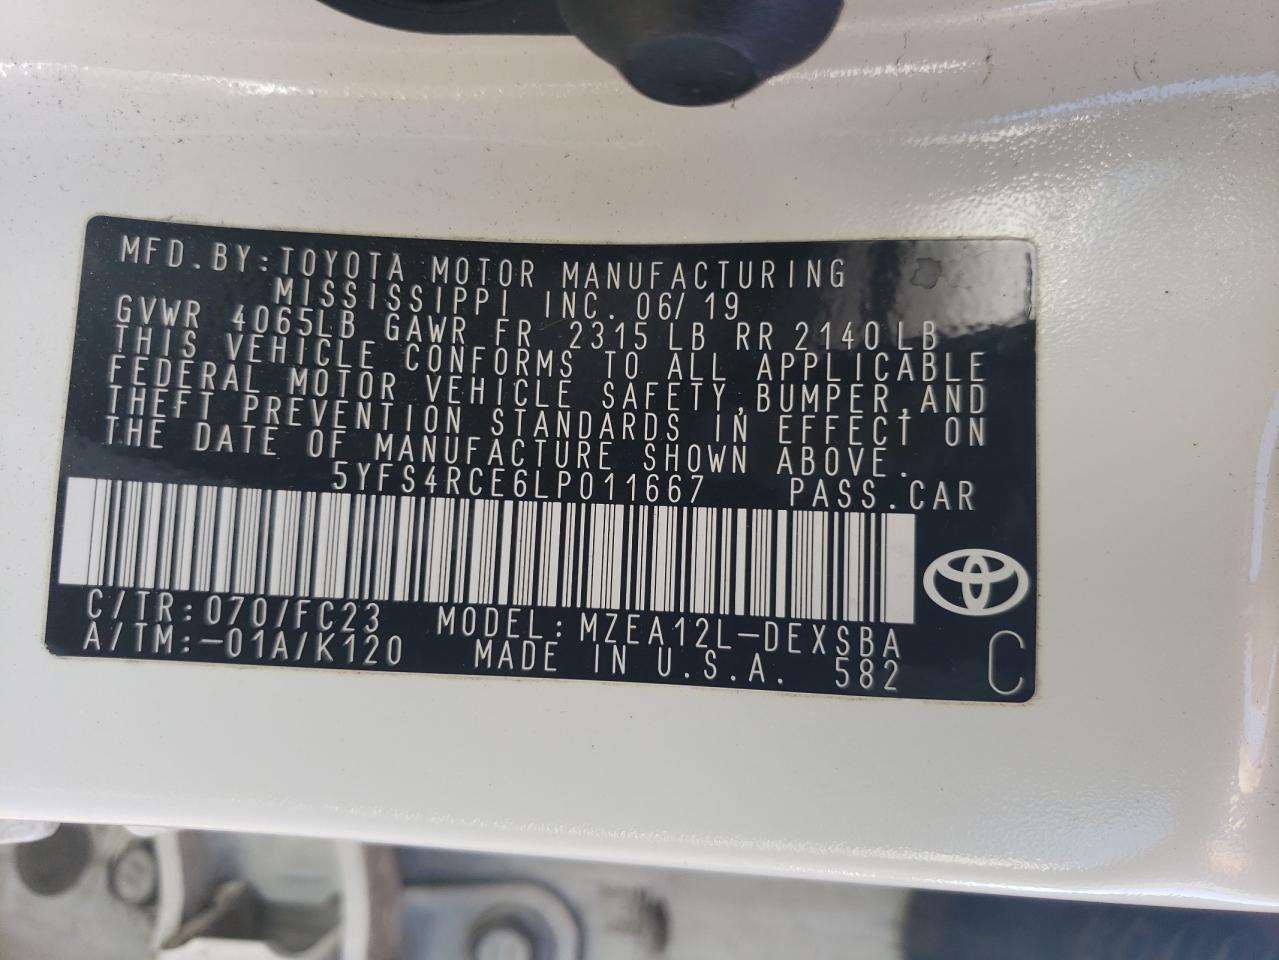 MFD.BY:TOYOTA MOTOR MANUFACTURING
MISSISSIPPI INC. 06/19
GVWR 4065LB GAWR FR 2315LB RR 2140LB
THIS VEHICLE CONFORMS TO ALL APPLICABLE
FEDERAL MOTOR VEHICLE SAFETY,BUMPER,AND
THEFT PREVENTION STANDARDS IN EFFECT ON
THE DATE OF MANUFACTURE SHOWN ABOVE.
5YFS4RCE6LP011667 PASS.CAR
C/TR:070/FC23 MODEL:MZEA12L-DEXSBA
A/TM:-01A/K120 MADE IN U.S.A. 582
C